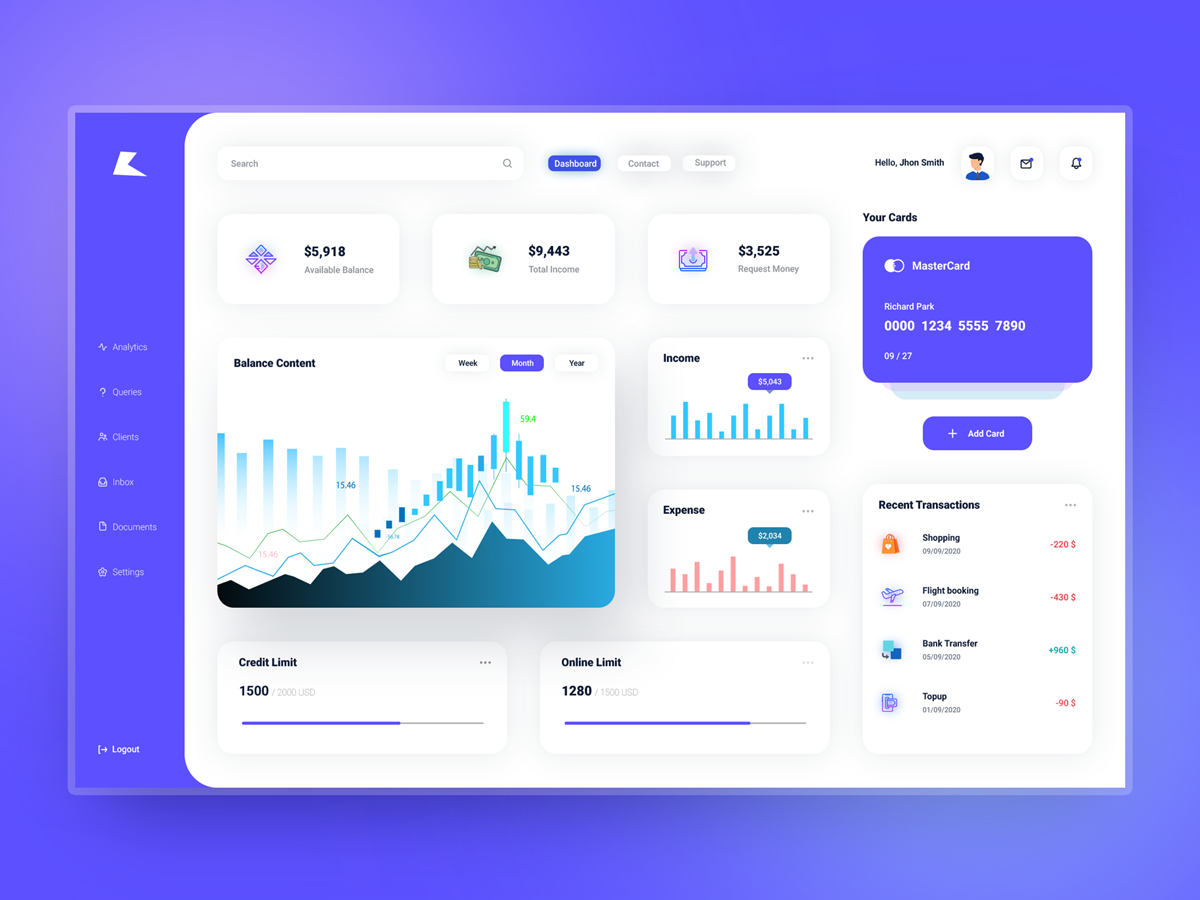 Search
Dashboard
Contact
Support
Hello, Jhon Smith
$5,918
Available Balance
$9,443
Total Income
$3,525
Request Money
Your Cards
MasterCard
Richard Park
0000 1234 5555 7890
09 / 27
Add Card
Analytics
Queries
Clients
Inbox
Documents
Settings
Logout
Balance Content
Week
Month
Year
59.4
15.46
15.46
15.46
Income
$5,043
Expense
$2,034
Recent Transactions
Shopping
09/09/2020
-220 $
Flight booking
07/09/2020
-430 $
Bank Transfer
05/09/2020
+960 $
Topup
01/09/2020
-90 $
Credit Limit
1500 / 2000 USD
Online Limit
1280 / 1500 USD